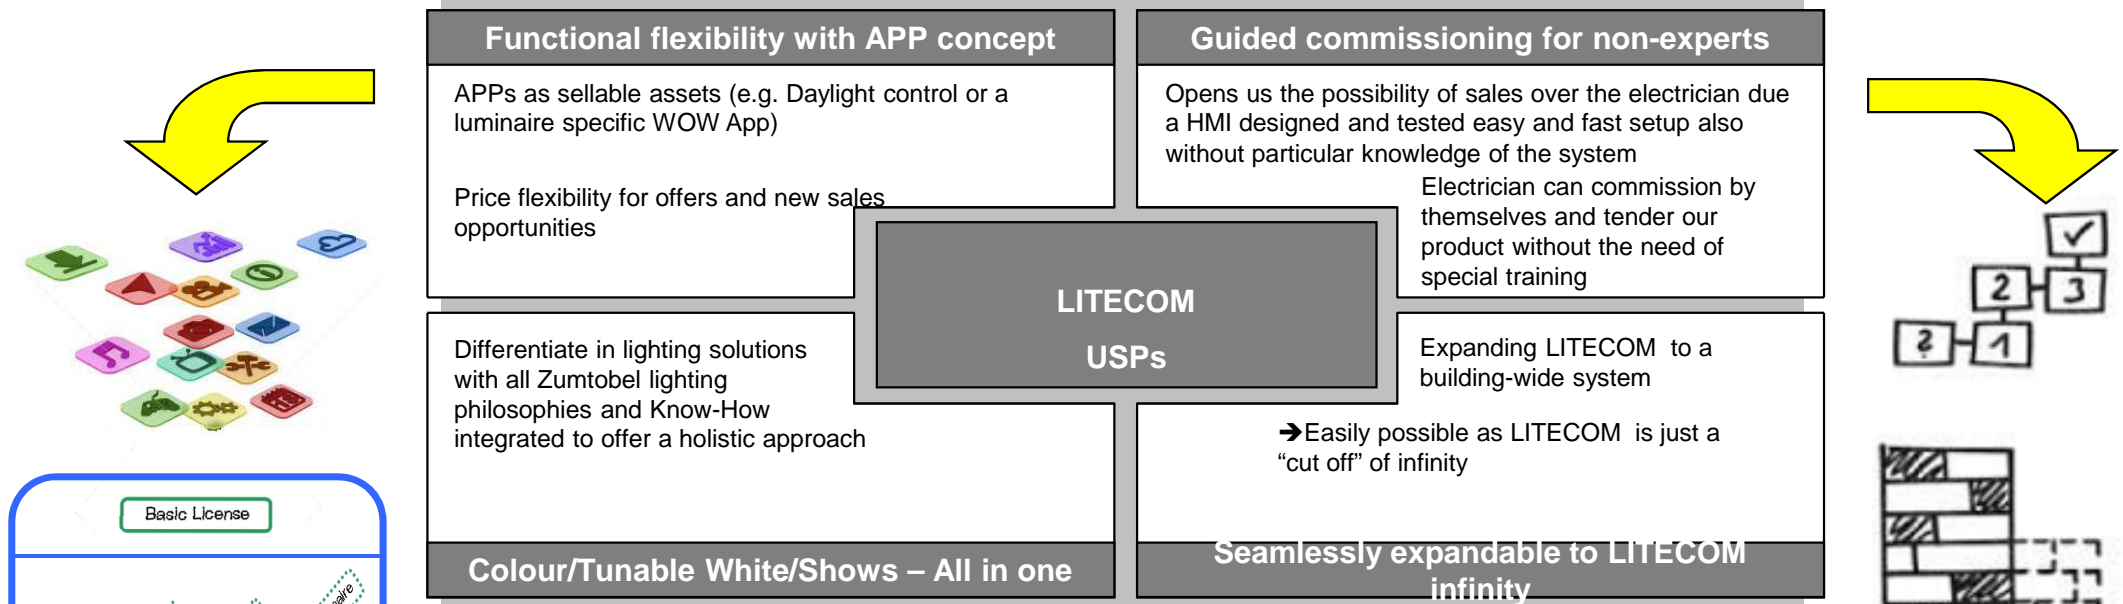 Functional flexibility with APP concept
APPs as sellable assets (e.g. Daylight control or a
luminaire specific WOW App)
Price flexibility for offers and new sales
opportunities
Guided commissioning for non-experts
Opens us the possibility of sales over the electrician due
a HMI designed and tested easy and fast setup also
without particular knowledge of the system
Electrician can commission by
themselves and tender our
product without the need of
special training
LITECOM
USPs
Differentiate in lighting solutions
with all Zumtobel lighting
philosophies and Know-How
integrated to offer a holistic approach
Colour/Tunable White/Shows – All in one
Expanding LITECOM to a
building-wide system
➔Easily possible as LITECOM is just a
“cut off” of infinity
Seamlessly expandable to LITECOM
infinity
Basic License
2 3
? 1